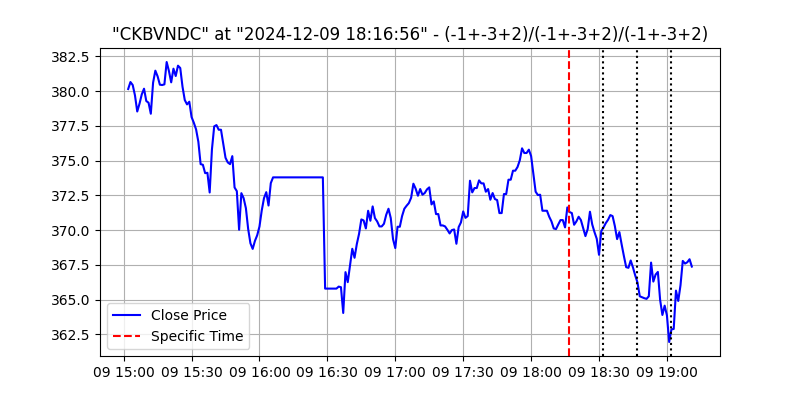 "CKBVNDC" at "2024-12-09 18:16:56" - (-1+-3+2)/(-1+-3+2)/(-1+-3+2)
382.5
380.0
377.5
375.0
372.5
370.0
367.5
365.0
362.5
Close Price
Specific Time
09 15:00 09 15:30 09 16:00 09 16:30 09 17:00 09 17:30 09 18:00 09 18:30 09 19:00